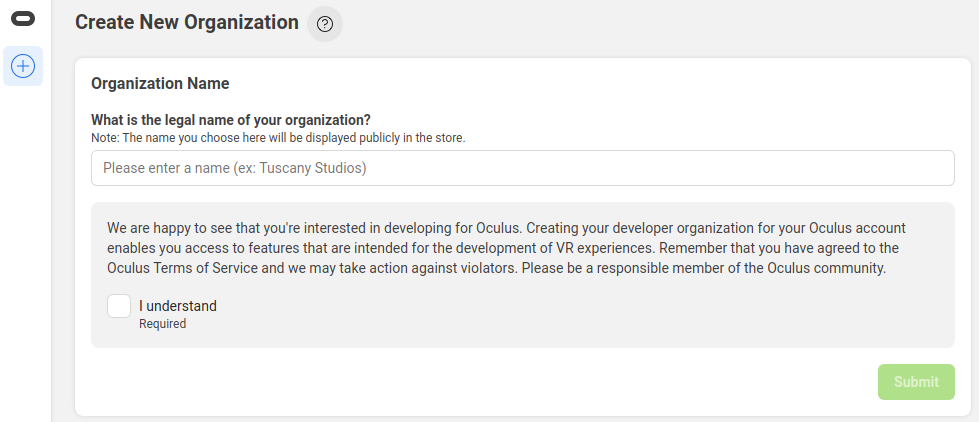 Create New Organization
Organization Name
What is the legal name of your organization?
Note: The name you choose here will be displayed publicly in the store.
Please enter a name (ex: Tuscany Studios)
We are happy to see that you're interested in developing for Oculus. Creating your developer organization for your Oculus account
enables you access to features that are intended for the development of VR experiences. Remember that you have agreed to the
Oculus Terms of Service and we may take action against violators. Please be a responsible member of the Oculus community.
I understand
Required
Submit